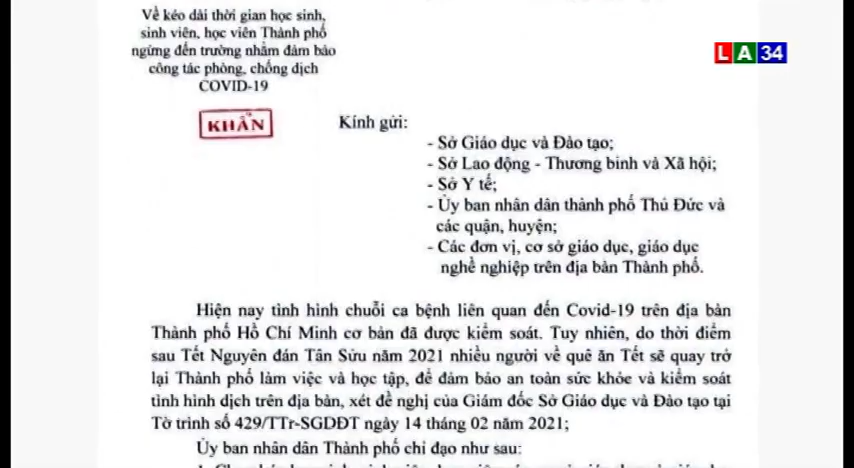 Về kéo dài thời gian học sinh,
sinh viên, học viên Thành phố
ngừng đến trường nhằm đảm bảo
công tác phòng, chống dịch
COVID-19
LA34
KHẨN
Kính gửi:
- Sở Giáo dục và Đào tạo;
- Sở Lao động - Thương binh và Xã hội;
- Sở Y tế;
- Ủy ban nhân dân thành phố Thủ Đức và
các quận, huyện;
- Các đơn vị, cơ sở giáo dục, giáo dục
nghề nghiệp trên địa bàn Thành phố.
Hiện nay tình hình chuỗi ca bệnh liên quan đến Covid-19 trên địa bàn
Thành phố Hồ Chí Minh cơ bản đã được kiểm soát. Tuy nhiên, do thời điểm
sau Tết Nguyên đán Tân Sửu năm 2021 nhiều người về quê ăn Tết sẽ quay trở
lại Thành phố làm việc và học tập, để đảm bảo an toàn sức khỏe và kiểm soát
tình hình dịch trên địa bàn, xét đề nghị của Giám đốc Sở Giáo dục và Đào tạo tại
Tờ trình số 429/TTr-SGDĐT ngày 14 tháng 02 năm 2021;
Ủy ban nhân dân Thành phố chỉ đạo như sau: